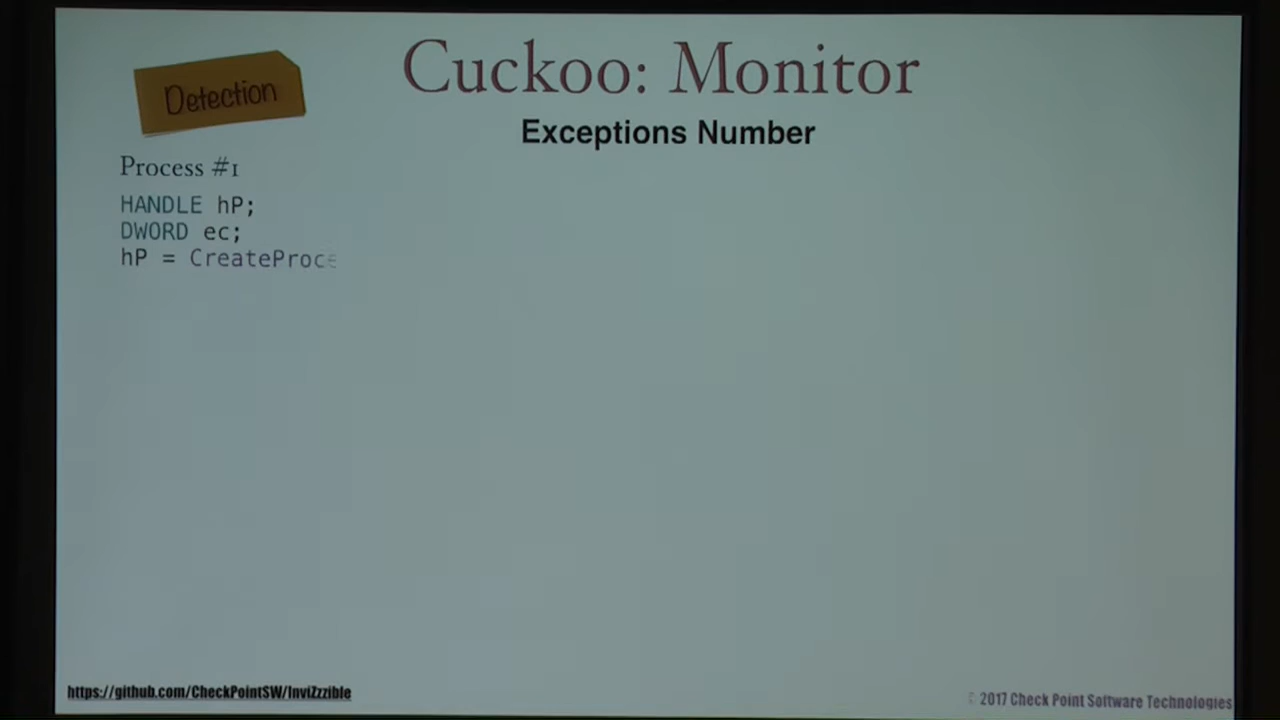 Detection
Cuckoo: Monitor
Exceptions Number
Process #1
HANDLE hP;
DWORD ec;
hP = CreateProce
https://github.com/CheckPointSW/InviZzzible
© 2017 Check Point Software Technologies